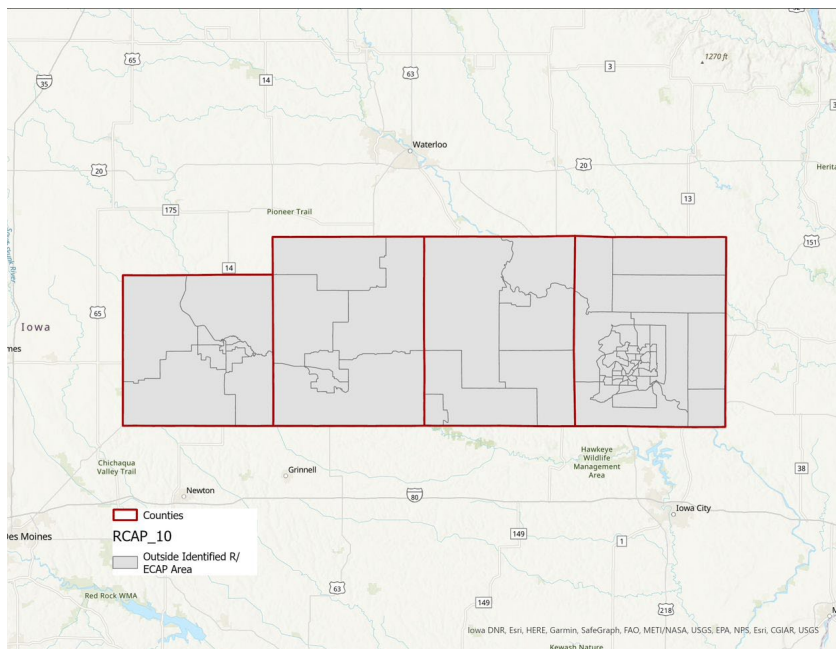 65
14
63
3
1270 ft
52
3
35
Waterloo
20
20
Herita
175
Pioneer Trail
13
151
14
65
Iowa
mes
Chichaqua
Valley Trail
Grinnell
Hawkeye
Wildlife
Management
Area
38
Newton
80
Iowa City
Counties
RCAP_10
Outside Identified R/
ECAP Area
Des Moines
149
1
Red Rock WMA
63
149
218
M
Iowa DNR, Esri, HERE, Garmin, SafeGraph, FAO, METI/NASA, USGS, EPA, NPS, Esri, CGIAR, USGS
Kewash Nature